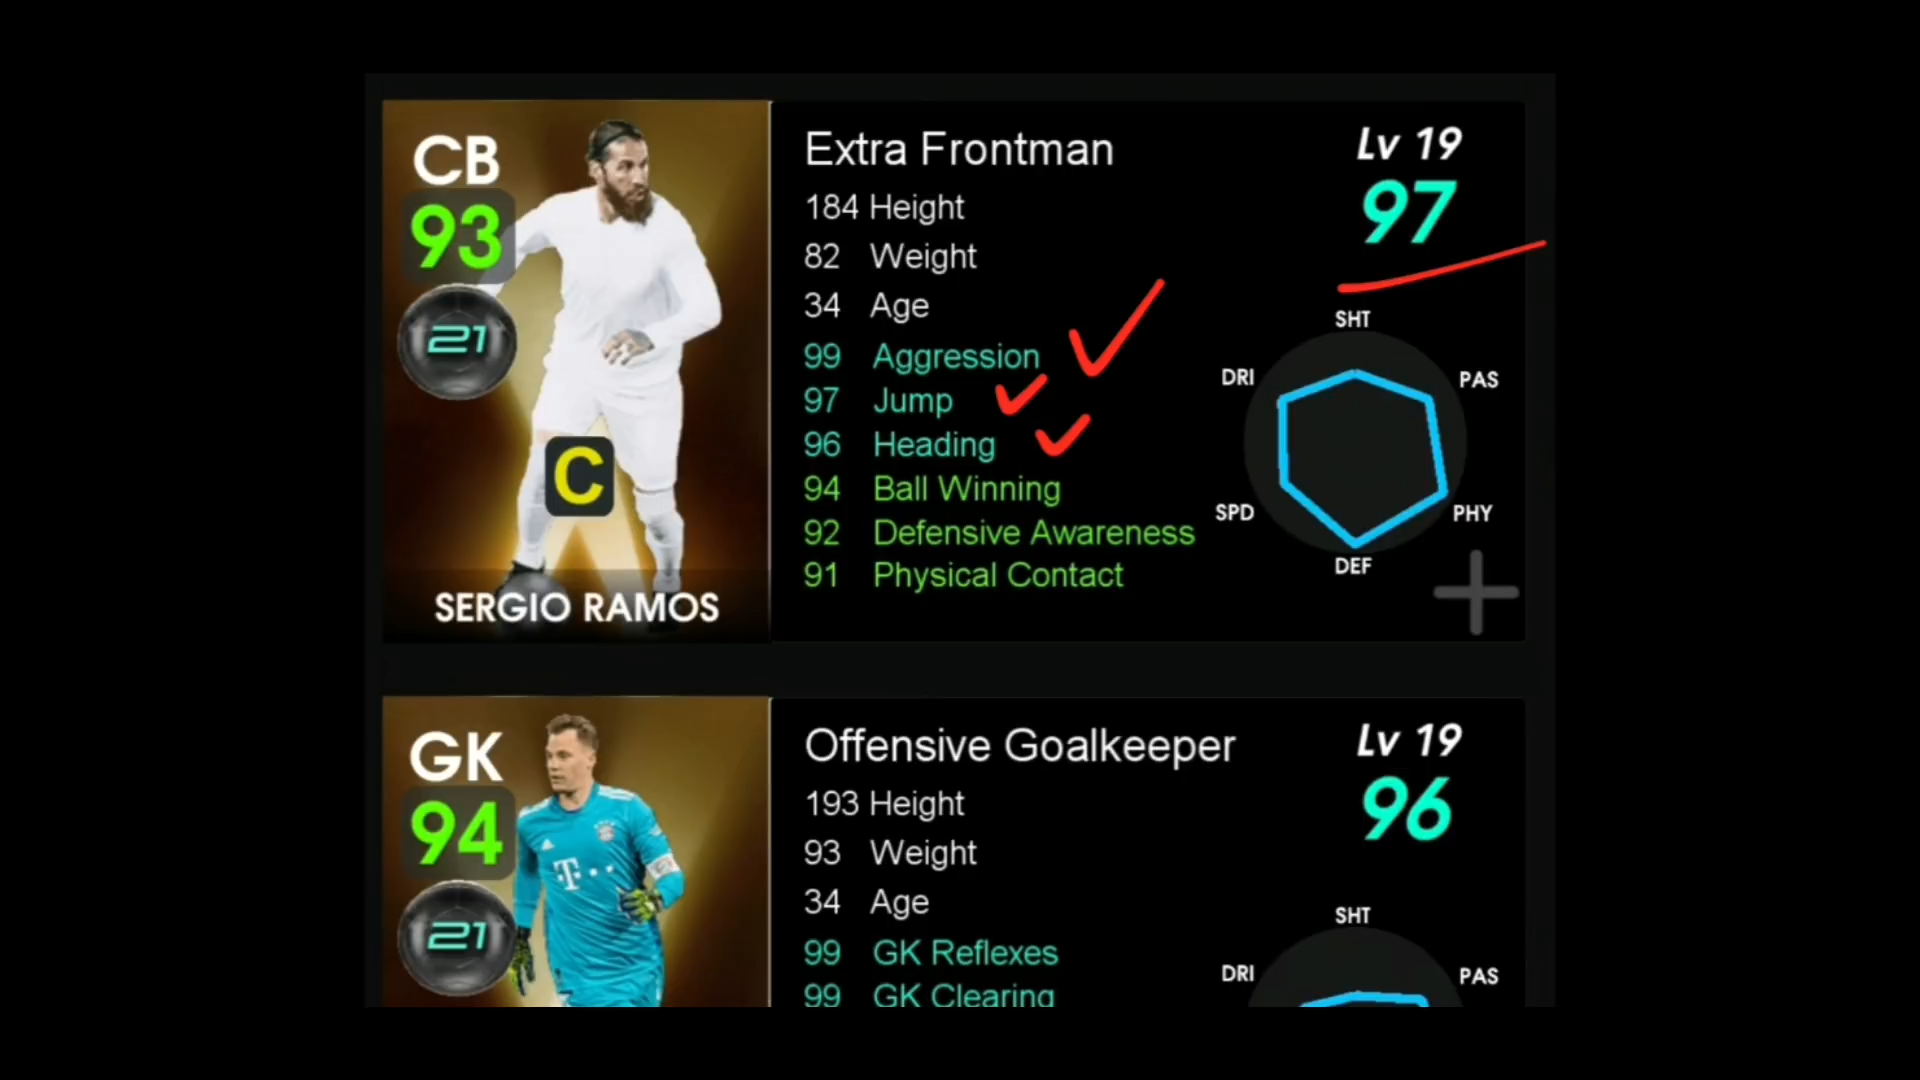 CB
93
21
C
SERGIO RAMOS
Extra Frontman
184 Height
82 Weight
34 Age
99 Aggression
97 Jump
96 Heading
94 Ball Winning
92 Defensive Awareness
91 Physical Contact
Lv 19
97
SHT
DRI
PAS
SPD
PHY
DEF
GK
94
21
T
Offensive Goalkeeper
193 Height
93 Weight
34 Age
99 GK Reflexes
99 GK Clearing
Lv 19
96
SHT
DRI
PAS